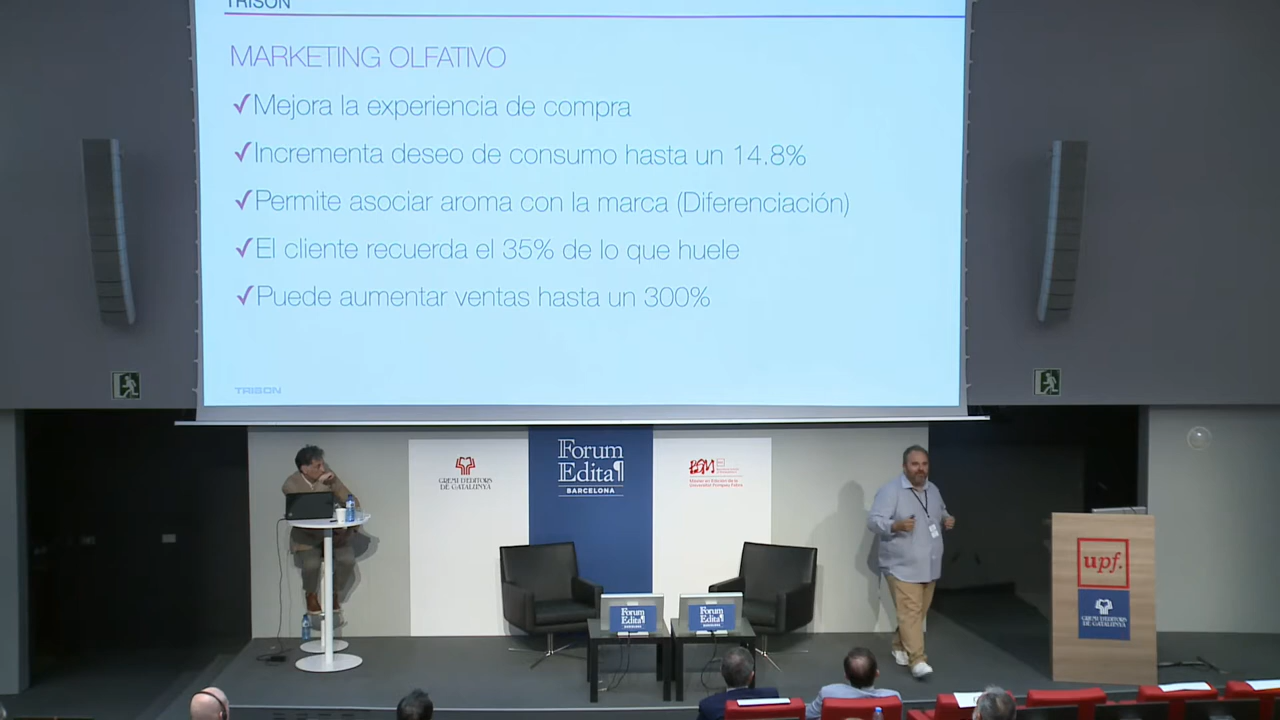 TRISON
MARKETING OLFATIVO
✓Mejora la experiencia de compra
✓Incrementa deseo de consumo hasta un 14.8%
✓Permite asociar aroma con la marca (Diferenciación)
✓El cliente recuerda el 35% de lo que huele
✓Puede aumentar ventas hasta un 300%
TRISON
GREMI D'EDITORS
DE CATALUNYA
Forum
Edita¶
BARCELONA
Forum
Edita¶
Forum
Edita¶
upf.
GREMI D'EDITORS
DE CATALUNYA